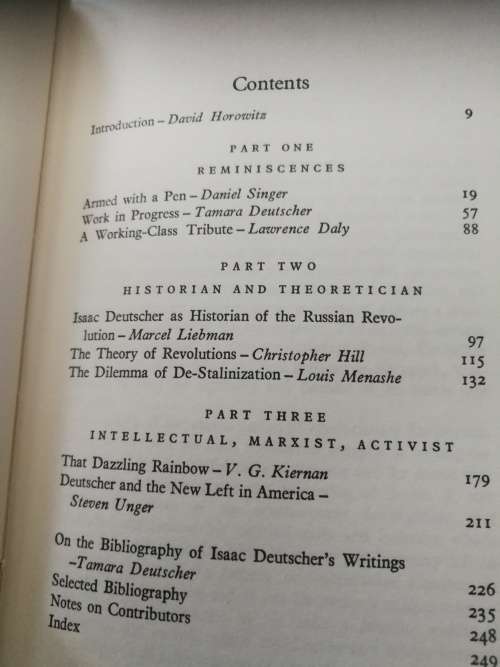 Contents
Introduction – David Horowitz 9
PART ONE
REMINISCENCES
Armed with a Pen – Daniel Singer 19
Work in Progress – Tamara Deutscher 57
A Working-Class Tribute – Lawrence Daly 88
PART TWO
HISTORIAN AND THEORETICIAN
Isaac Deutscher as Historian of the Russian Revo-
lution – Marcel Liebman 97
The Theory of Revolutions – Christopher Hill 115
The Dilemma of De-Stalinization – Louis Menashe 132
PART THREE
INTELLECTUAL, MARXIST, ACTIVIST
That Dazzling Rainbow – V. G. Kiernan 179
Deutscher and the New Left in America –
Steven Unger 211
On the Bibliography of Isaac Deutscher's Writings
–Tamara Deutscher 226
Selected Bibliography 235
Notes on Contributors 248
Index 249